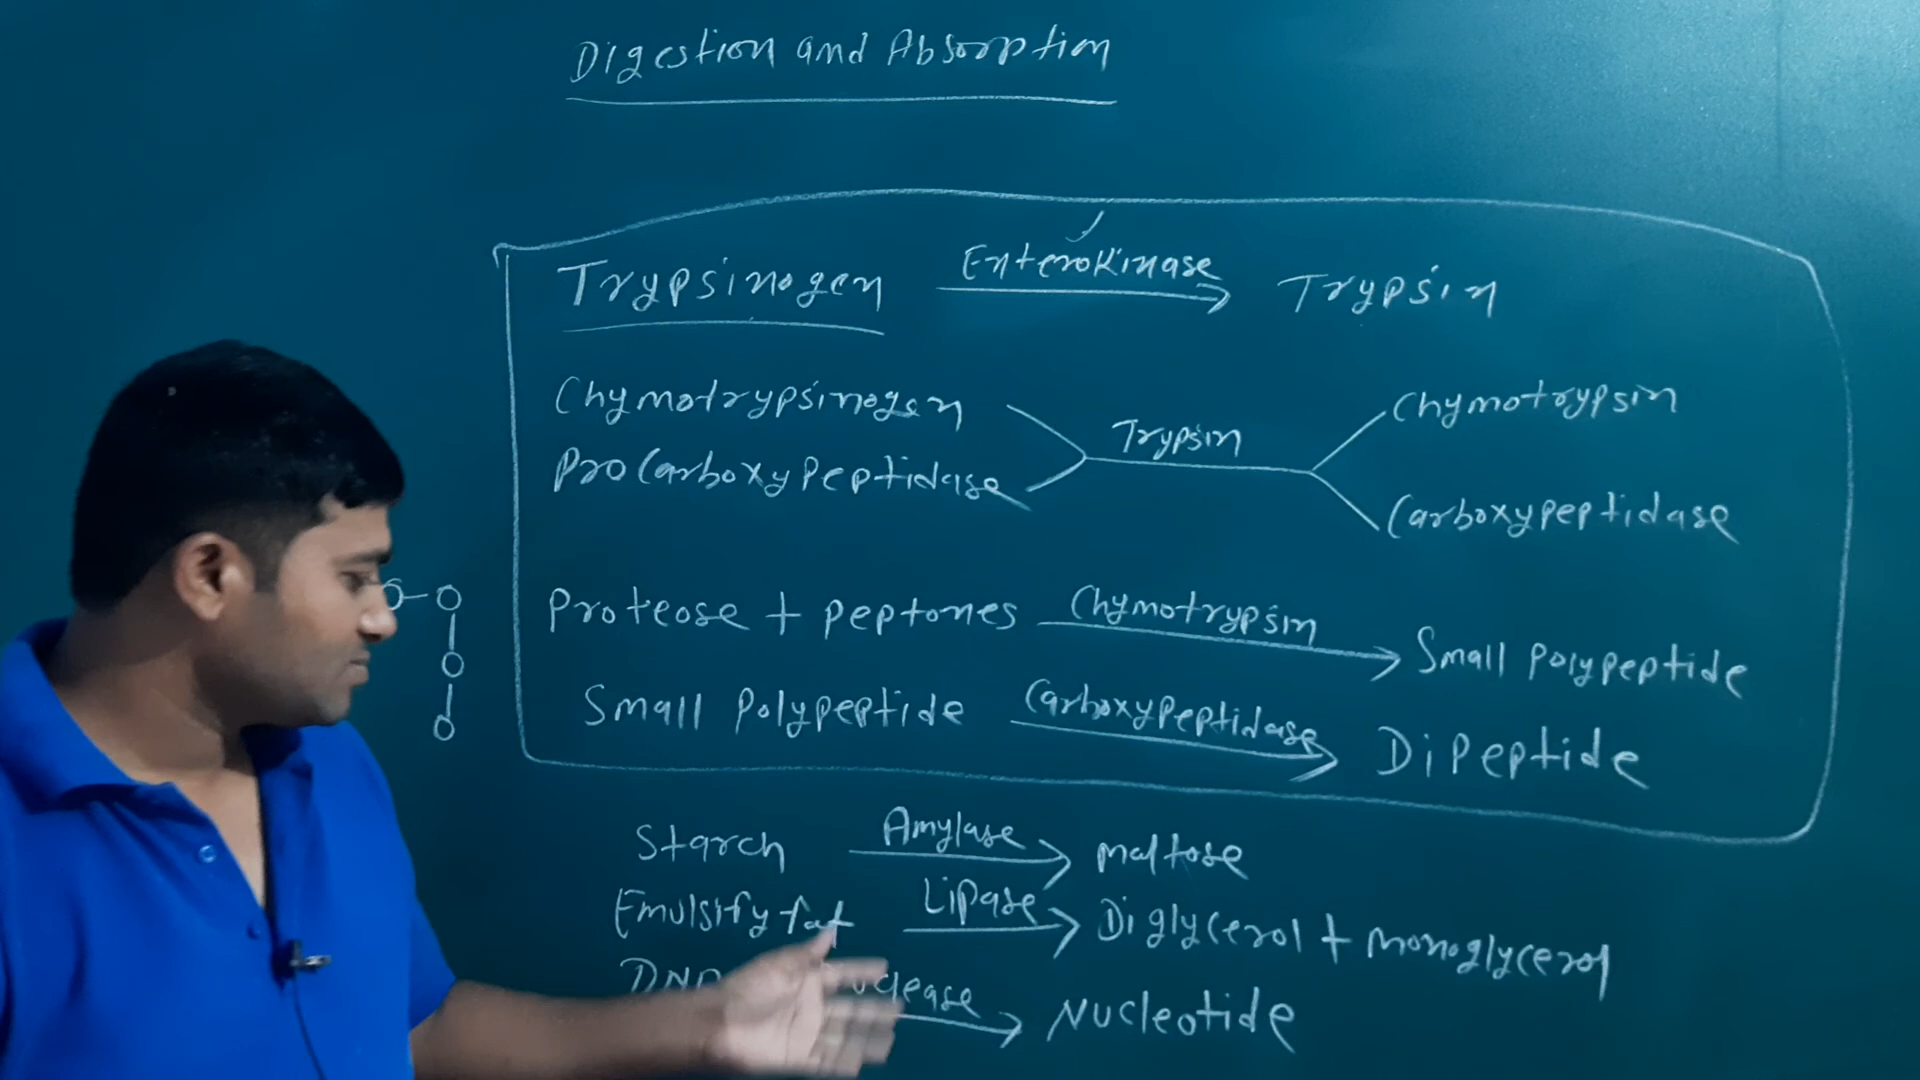 Digestion and Absorption
Trypsinogen Enterokinase Trypsin
Chymotrypsinogen Trypsin Chymotrypsin
Procarboxypeptidase Carboxypeptidase
Proteose + peptones Chymotrypsin Small polypeptide
Small polypeptide Carboxypeptidase Dipeptide
Starch Amylase maltose
Emulsify fat Lipase Diglycerol + monoglycerol
Nucleotide